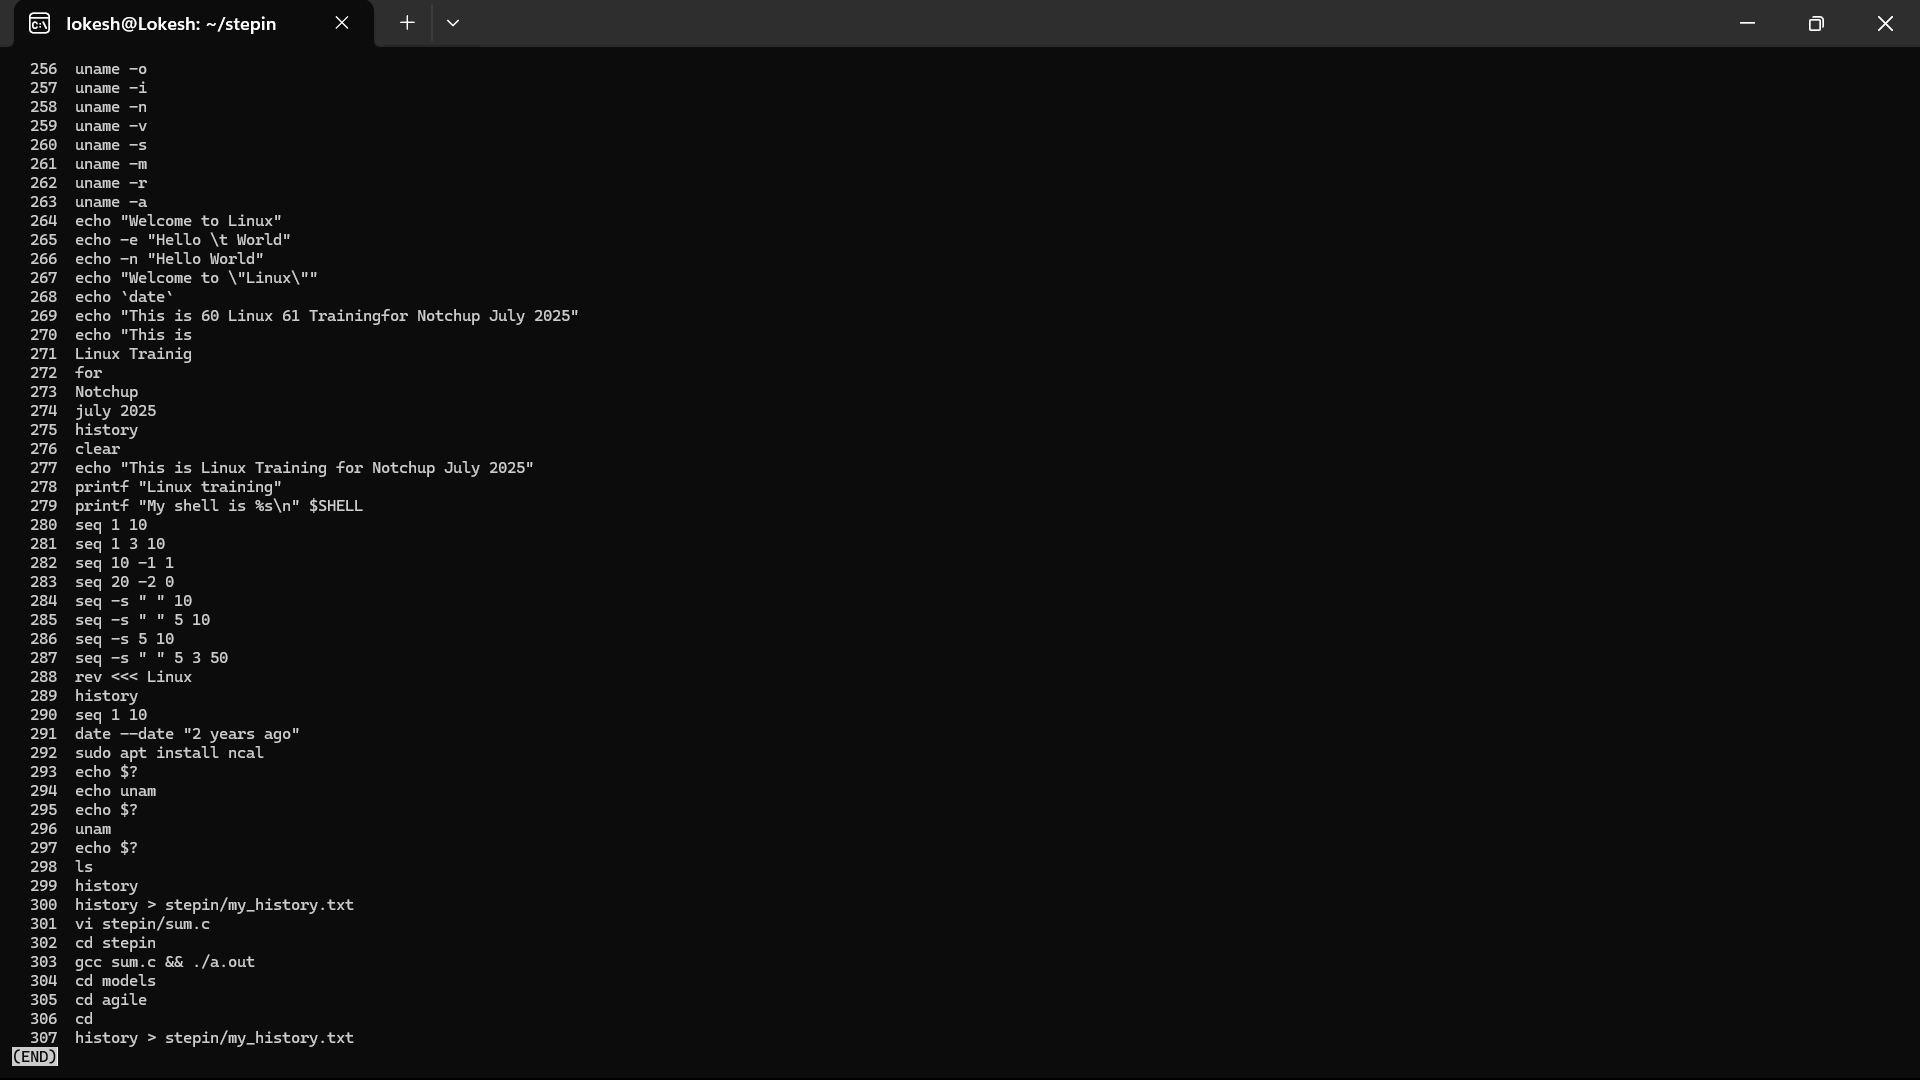 lokesh@Lokesh: ~/stepin
256 uname -o
257 uname -i
258 uname -n
259 uname -v
260 uname -s
261 uname -m
262 uname -r
263 uname -a
264 echo "Welcome to Linux"
265 echo -e "Hello \t World"
266 echo -n "Hello World"
267 echo "Welcome to \"Linux\""
268 echo `date`
269 echo "This is 60 Linux 61 Trainingfor Notchup July 2025"
270 echo "This is
271 Linux Trainig
272 for
273 Notchup
274 july 2025
275 history
276 clear
277 echo "This is Linux Training for Notchup July 2025"
278 printf "Linux training"
279 printf "My shell is %s\n" $SHELL
280 seq 1 10
281 seq 1 3 10
282 seq 10 -1 1
283 seq 20 -2 0
284 seq -s " " 10
285 seq -s " " 5 10
286 seq -s 5 10
287 seq -s " " 5 3 50
288 rev <<< Linux
289 history
290 seq 1 10
291 date --date "2 years ago"
292 sudo apt install ncal
293 echo $?
294 echo unam
295 echo $?
296 unam
297 echo $?
298 ls
299 history
300 history > stepin/my_history.txt
301 vi stepin/sum.c
302 cd stepin
303 gcc sum.c && ./a.out
304 cd models
305 cd agile
306 cd
307 history > stepin/my_history.txt
(END)